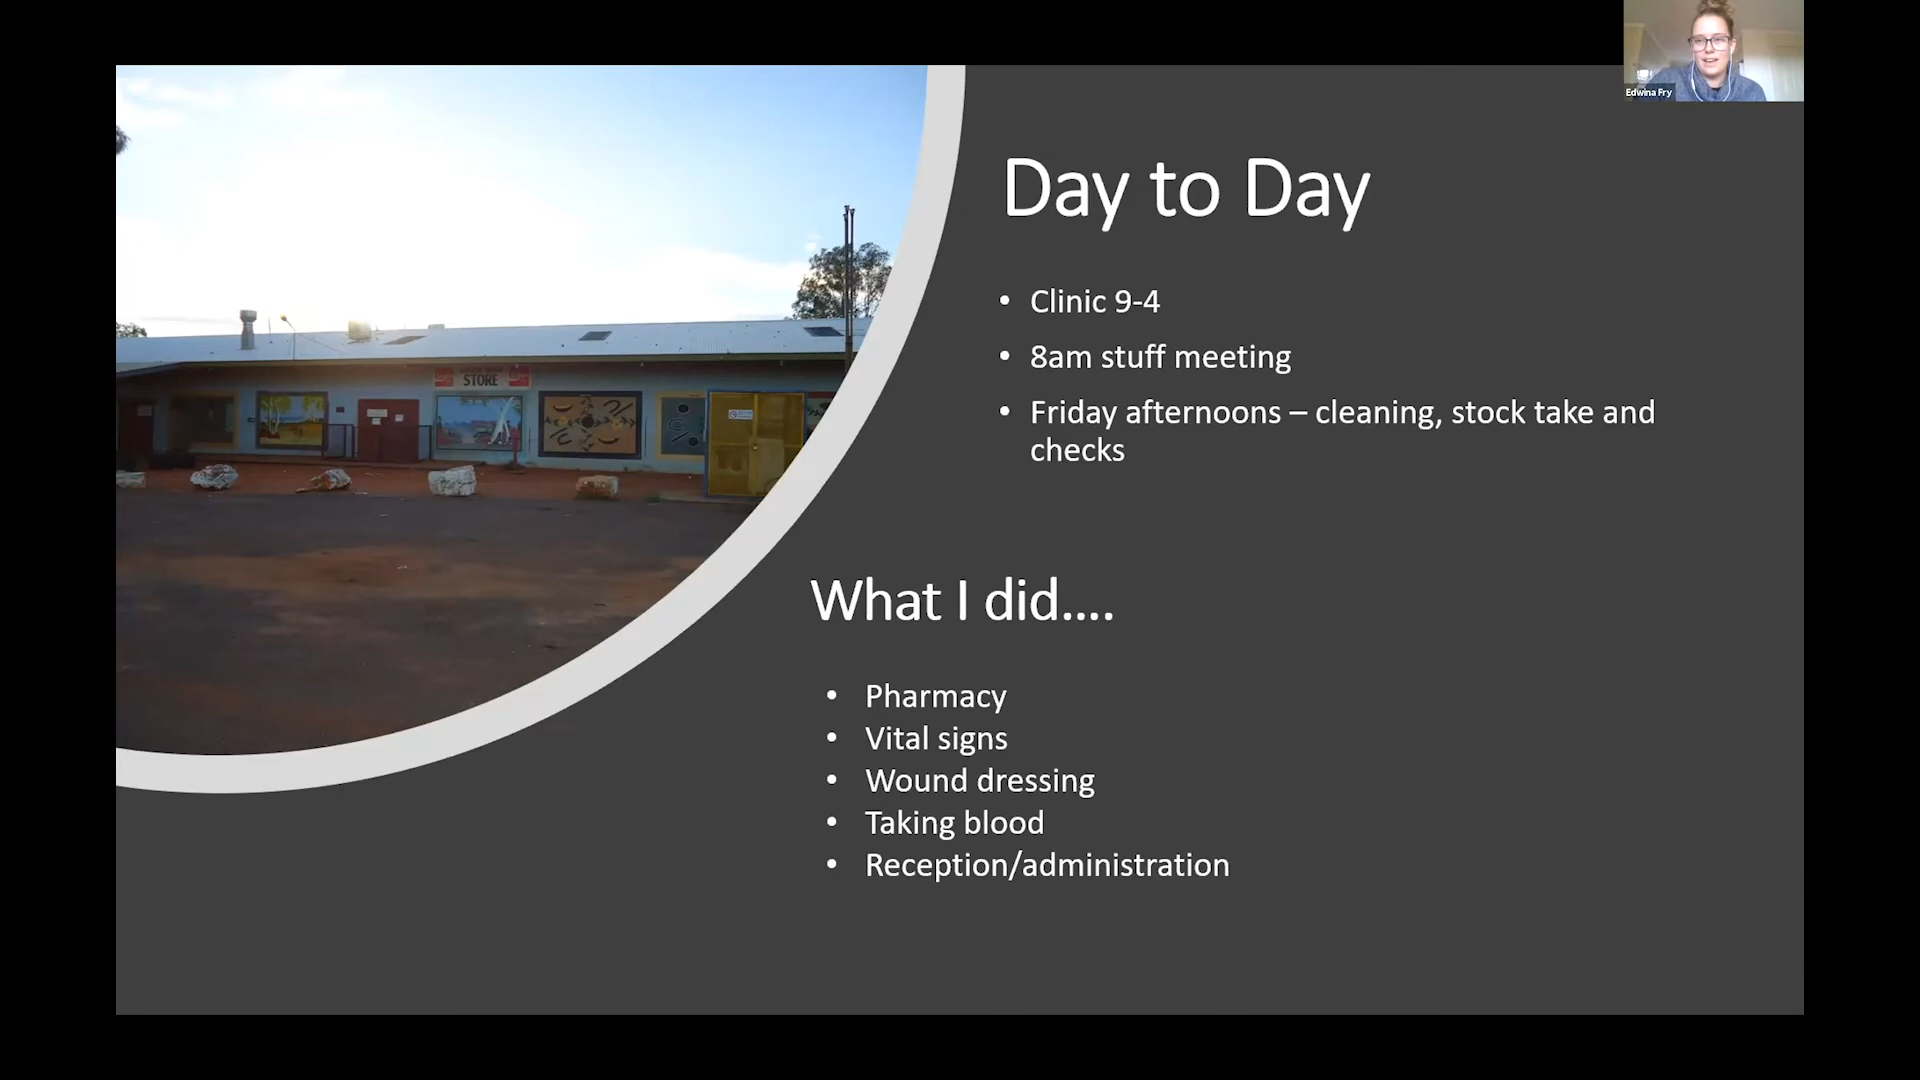 Edwina Fry
Day to Day
• Clinic 9-4
• 8am stuff meeting
• Friday afternoons – cleaning, stock take and
checks
STORE
What I did....
• Pharmacy
• Vital signs
• Wound dressing
• Taking blood
• Reception/administration